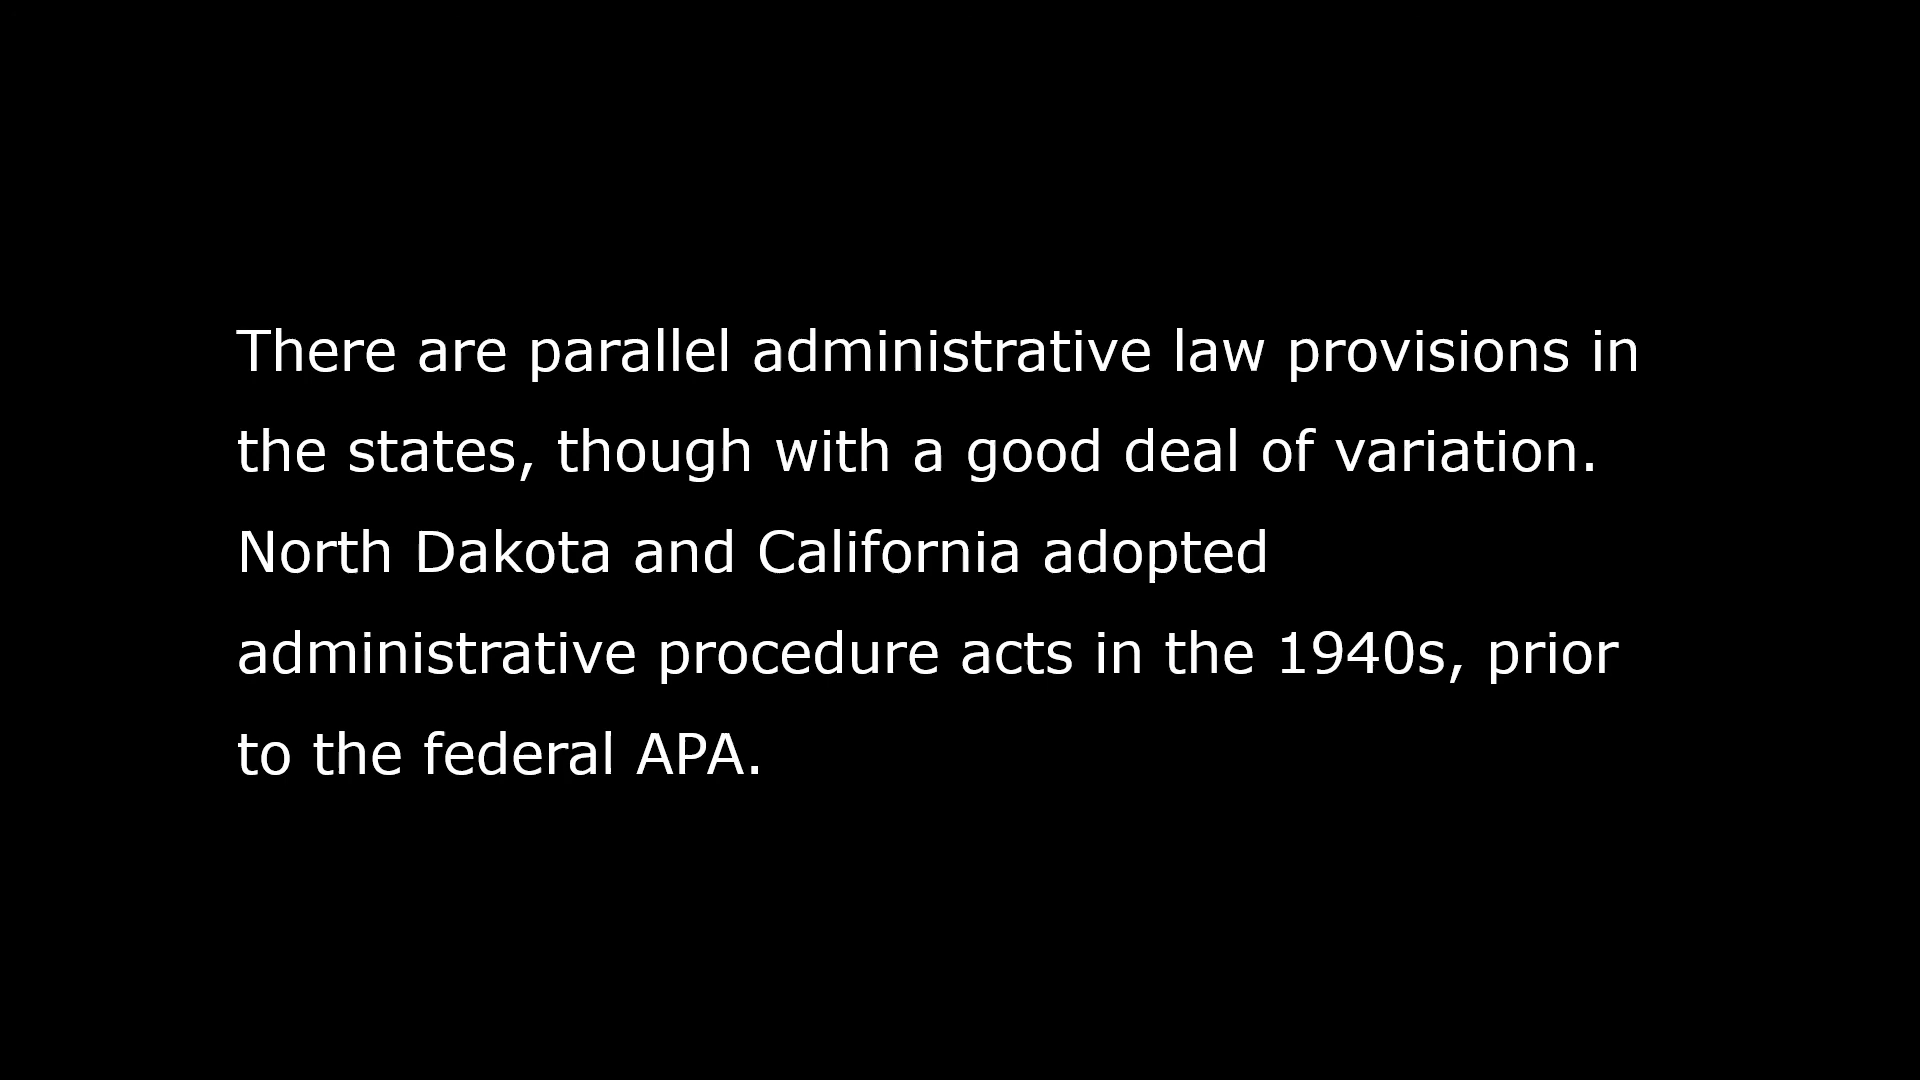 There are parallel administrative law provisions in
the states, though with a good deal of variation.
North Dakota and California adopted
administrative procedure acts in the 1940s, prior
to the federal APA.